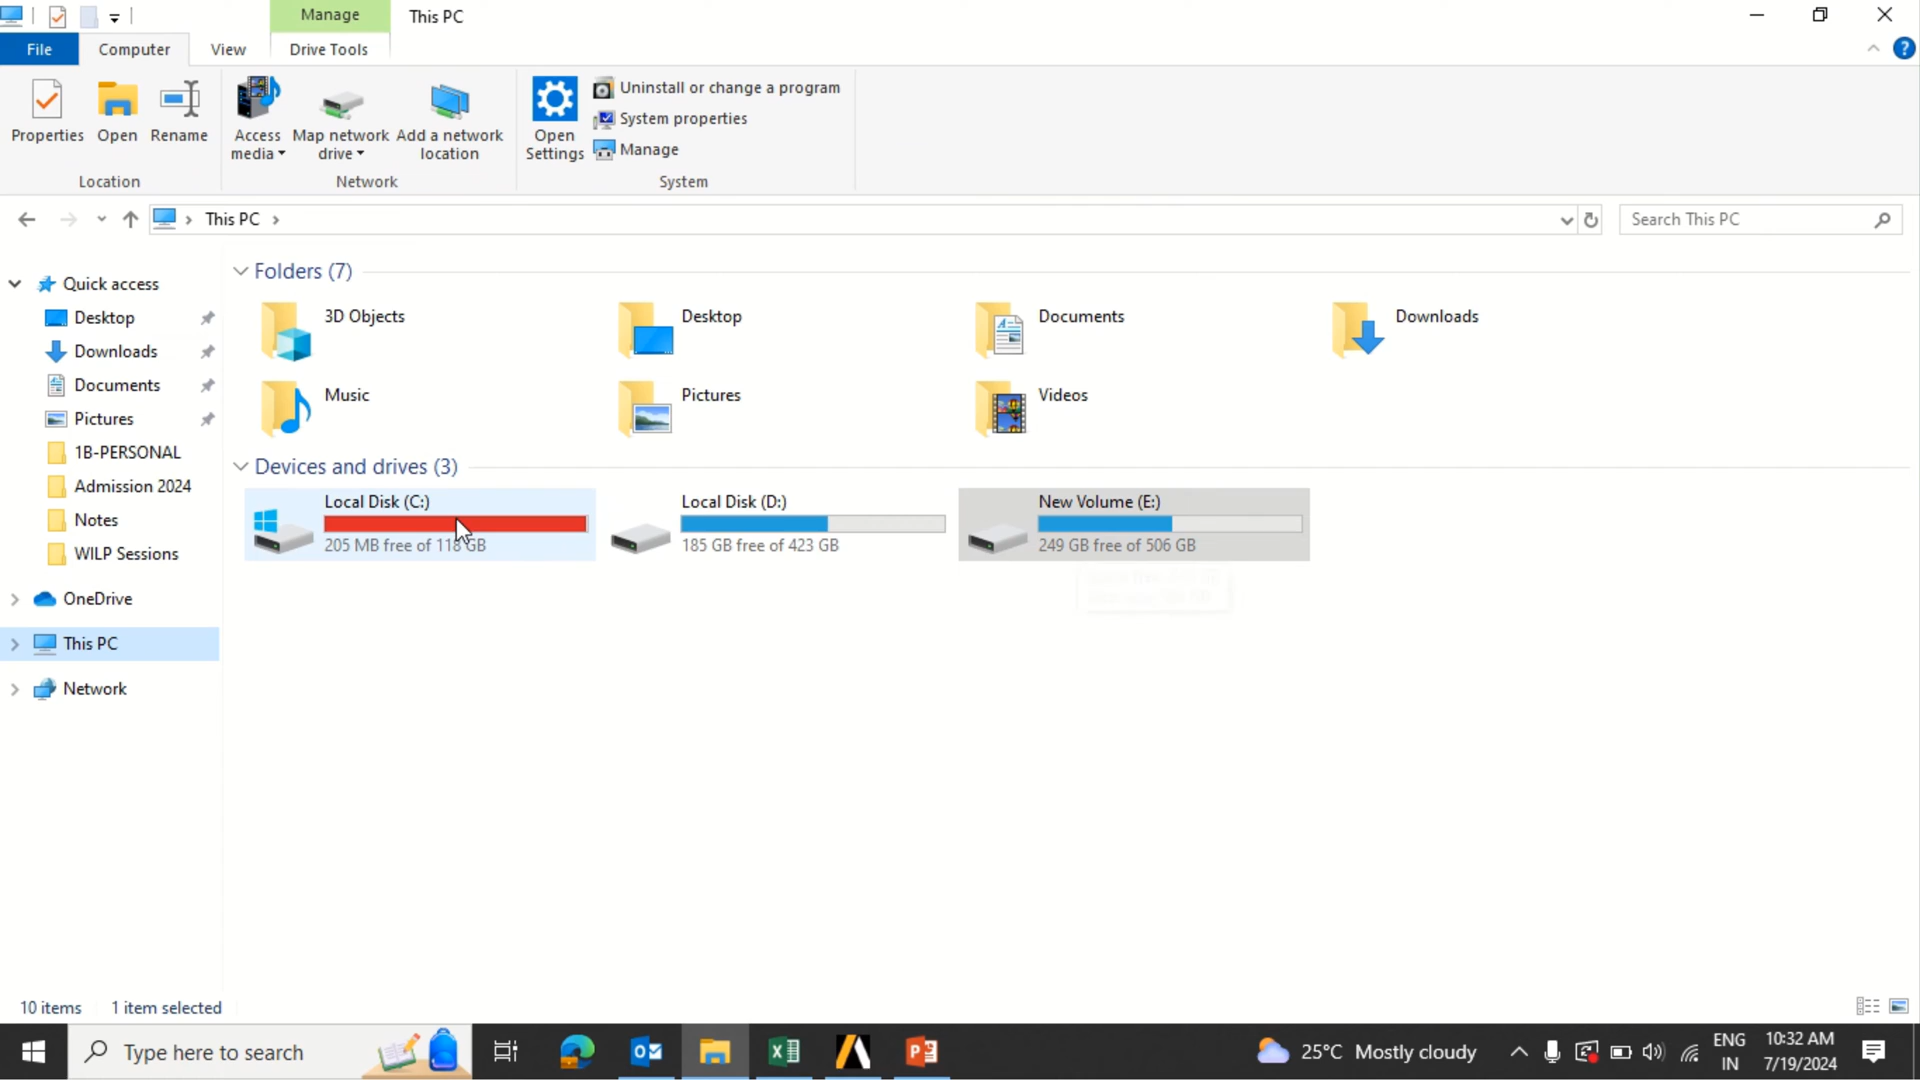 Manage
This PC
File
Computer
View
Drive Tools
Properties
Open
Rename
Access media
Map network drive
Add a network location
Open Settings
Uninstall or change a program
System properties
Manage
Location
Network
System
This PC
Search This PC
Quick access
Desktop
Downloads
Documents
Pictures
1B-PERSONAL
Admission 2024
Notes
WILP Sessions
OneDrive
This PC
Network
Folders (7)
3D Objects
Desktop
Documents
Downloads
Music
Pictures
Videos
Devices and drives (3)
Local Disk (C:)
205 MB free of 118 GB
Local Disk (D:)
185 GB free of 423 GB
New Volume (E:)
249 GB free of 506 GB
10 items
1 item selected
Type here to search
25°C Mostly cloudy
ENG
IN
10:32 AM
7/19/2024